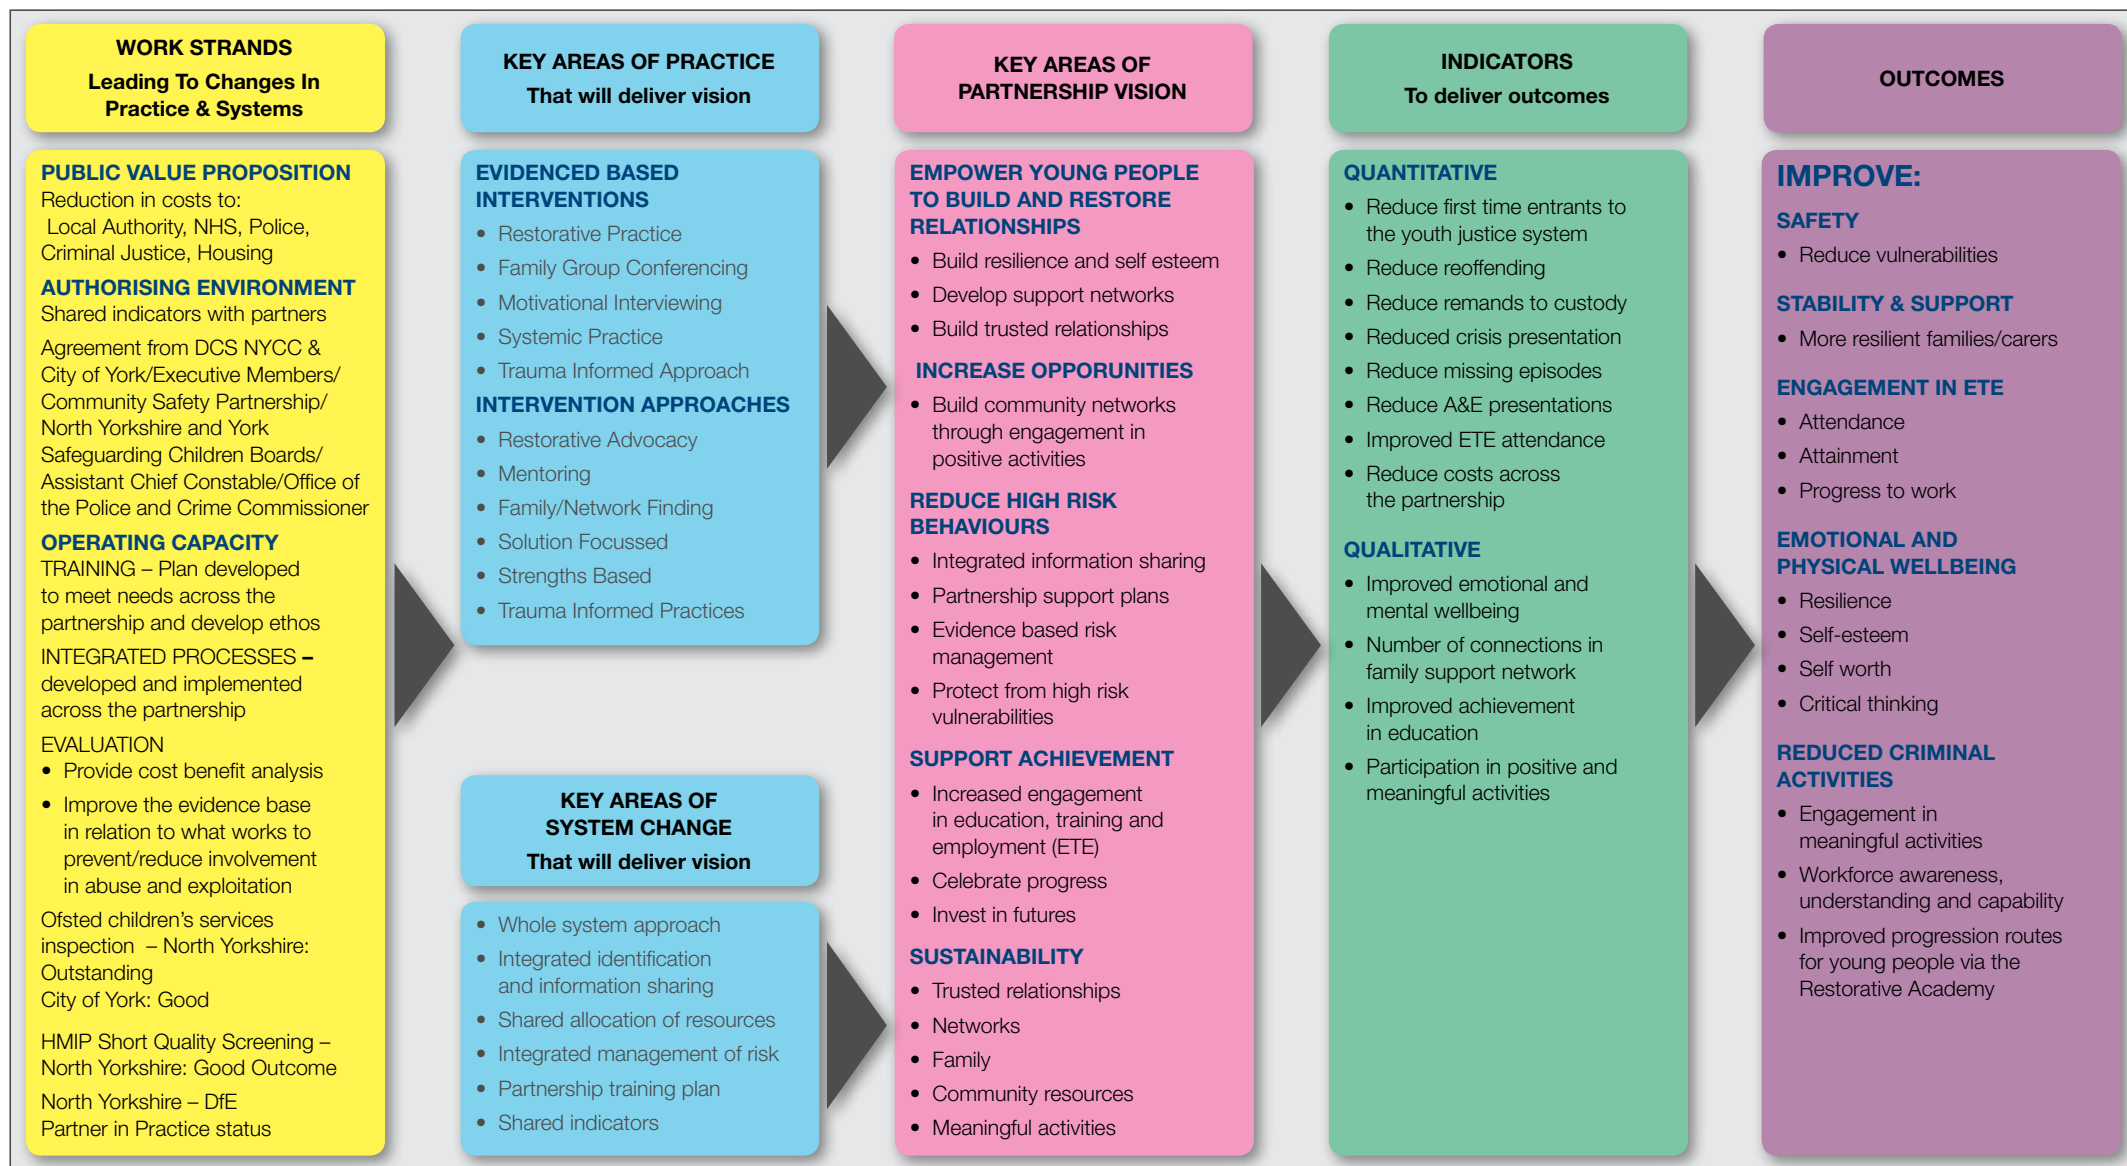 WORK STRANDS
Leading To Changes In
Practice & Systems
PUBLIC VALUE PROPOSITION
Reduction in costs to:
Local Authority, NHS, Police,
Criminal Justice, Housing
AUTHORISING ENVIRONMENT
Shared indicators with partners
Agreement from DCS NYCC &
City of York/Executive Members/
Community Safety Partnership/
North Yorkshire and York
Safeguarding Children Boards/
Assistant Chief Constable/Office of
the Police and Crime Commissioner
OPERATING CAPACITY
TRAINING – Plan developed
to meet needs across the
partnership and develop ethos
INTEGRATED PROCESSES –
developed and implemented
across the partnership
EVALUATION
• Provide cost benefit analysis
• Improve the evidence base
in relation to what works to
prevent/reduce involvement
in abuse and exploitation
Ofsted children's services
inspection – North Yorkshire:
Outstanding
City of York: Good
HMIP Short Quality Screening –
North Yorkshire: Good Outcome
North Yorkshire – DfE
Partner in Practice status
KEY AREAS OF PRACTICE
That will deliver vision
EVIDENCED BASED
INTERVENTIONS
• Restorative Practice
• Family Group Conferencing
• Motivational Interviewing
• Systemic Practice
• Trauma Informed Approach
INTERVENTION APPROACHES
• Restorative Advocacy
• Mentoring
• Family/Network Finding
• Solution Focussed
• Strengths Based
• Trauma Informed Practices
KEY AREAS OF
SYSTEM CHANGE
That will deliver vision
• Whole system approach
• Integrated identification
and information sharing
• Shared allocation of resources
• Integrated management of risk
• Partnership training plan
• Shared indicators
KEY AREAS OF
PARTNERSHIP VISION
EMPOWER YOUNG PEOPLE
TO BUILD AND RESTORE
RELATIONSHIPS
• Build resilience and self esteem
• Develop support networks
• Build trusted relationships
INCREASE OPPORUNITIES
• Build community networks
through engagement in
positive activities
REDUCE HIGH RISK
BEHAVIOURS
• Integrated information sharing
• Partnership support plans
• Evidence based risk
management
• Protect from high risk
vulnerabilities
SUPPORT ACHIEVEMENT
• Increased engagement
in education, training and
employment (ETE)
• Celebrate progress
• Invest in futures
SUSTAINABILITY
• Trusted relationships
• Networks
• Family
• Community resources
• Meaningful activities
INDICATORS
To deliver outcomes
QUANTITATIVE
• Reduce first time entrants to
the youth justice system
• Reduce reoffending
• Reduce remands to custody
• Reduced crisis presentation
• Reduce missing episodes
• Reduce A&E presentations
• Improved ETE attendance
• Reduce costs across
the partnership
QUALITATIVE
• Improved emotional and
mental wellbeing
• Number of connections in
family support network
• Improved achievement
in education
• Participation in positive and
meaningful activities
OUTCOMES
IMPROVE:
SAFETY
• Reduce vulnerabilities
STABILITY & SUPPORT
• More resilient families/carers
ENGAGEMENT IN ETE
• Attendance
• Attainment
• Progress to work
EMOTIONAL AND
PHYSICAL WELLBEING
• Resilience
• Self-esteem
• Self worth
• Critical thinking
REDUCED CRIMINAL
ACTIVITIES
• Engagement in
meaningful activities
• Workforce awareness,
understanding and capability
• Improved progression routes
for young people via the
Restorative Academy